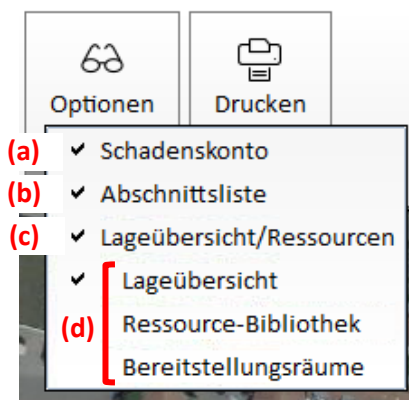 Optionen Drucken
(a) ✔ Schadenskonto
(b) ✔ Abschnittsliste
(c) ✔ Lageübersicht/Ressourcen
✔ Lageübersicht
(d) Ressource-Bibliothek
Bereitstellungsräume